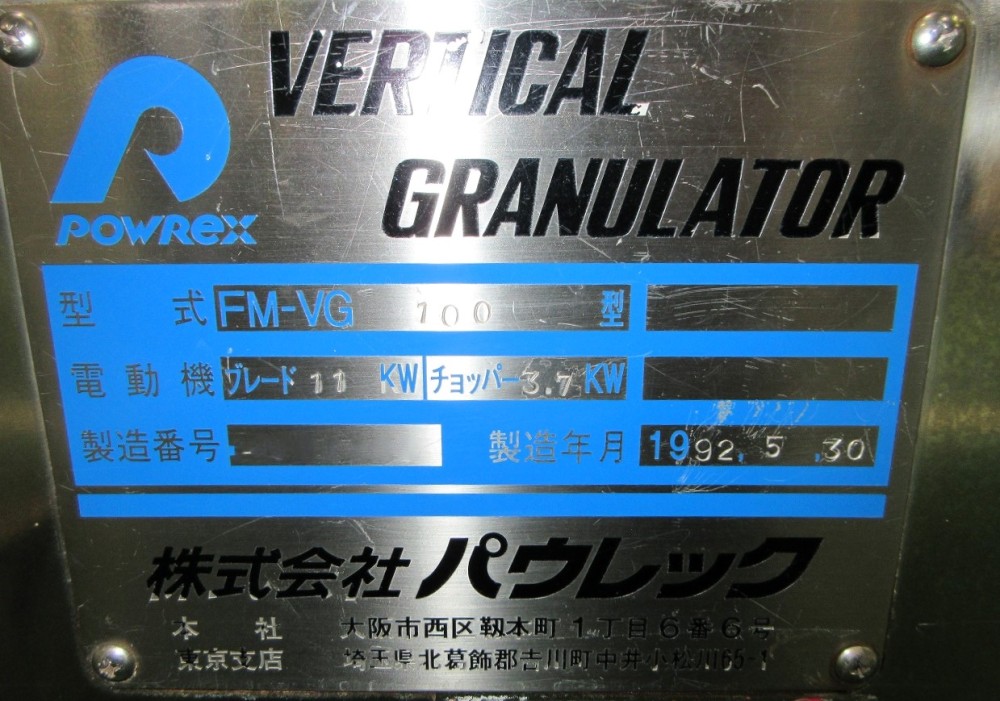 VERTICAL
GRANULATOR
POWREX
型式 FM-VG 100 型
電動機 ブレード 11 KW チョッパー 3.7 KW
製造番号 - 製造年月 1992.5.30
株式会社パウレック
本社 大阪市西区靱本町1丁目6番6号
東京支店 埼玉県北葛飾郡吉川町中井小松川65-1